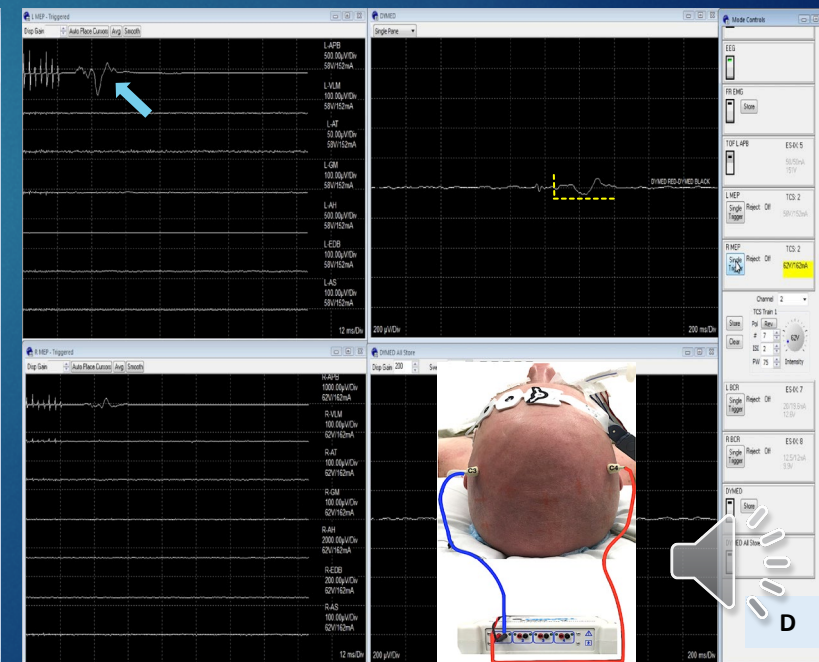 L MEP - Triggered
Disp Gain Auto Place Cursors Avg Smooth
L-APB
500.00µV/Div
58V/152mA
L-VLM
100.00µV/Div
58V/152mA
L-AT
50.00µV/Div
58V/152mA
L-GM
100.00µV/Div
58V/152mA
L-AH
500.00µV/Div
58V/152mA
L-EDB
100.00µV/Div
58V/152mA
L-AS
100.00µV/Div
58V/152mA
12 ms/Div
DYMED
Single Pane
DYMED RED-DYMED BLACK
200 µV/Div
200 ms/Div
R MEP - Triggered
Disp Gain Auto Place Cursors Avg Smooth
R-APB
1000.00µV/Div
62V/162mA
R-VLM
100.00µV/Div
62V/162mA
R-AT
100.00µV/Div
62V/162mA
R-GM
100.00µV/Div
62V/162mA
R-AH
2000.00µV/Div
62V/162mA
R-EDB
200.00µV/Div
62V/162mA
R-AS
100.00µV/Div
62V/162mA
12 ms/Div
DYMED All Store
Disp Gain 200
C3
C4
200 µV/Div
200 ms/Div
Mode Controls
EEG
FR EMG
Store
TOF L APB ES-IX: 5
L MEP TCS: 2
Single Trigger Reject Off
58V/152mA
R MEP TCS: 2
Single Trigger Reject Off
62V/162mA
Channel 2
TCS Train 1
Store Pol Rev
# 7
Clear
ISI 2
62V
PW 75 Intensity
L BCR ES-IX: 7
Single Trigger Reject Off
R BCR ES-IX: 8
Single Trigger Reject Off
DYMED
Store
D